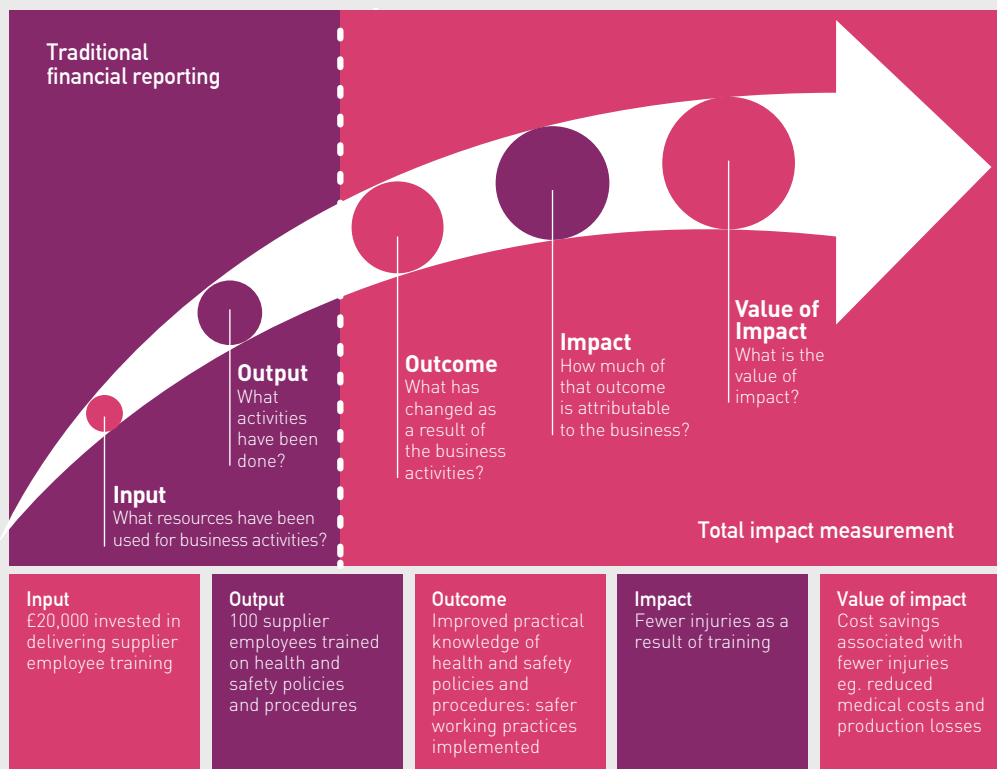 Traditional
financial reporting
Input
What resources have been
used for business activities?
Output
What
activities
have been
done?
Outcome
What has
changed as
a result of
the business
activities?
Impact
How much of
that outcome
is attributable
to the business?
Value of
Impact
What is the
value of
impact?
Total impact measurement
Input
£20,000 invested in
delivering supplier
employee training
Output
100 supplier
employees trained
on health and
safety policies
and procedures
Outcome
Improved practical
knowledge of
health and safety
policies and
procedures: safer
working practices
implemented
Impact
Fewer injuries as a
result of training
Value of impact
Cost savings
associated with
fewer injuries
eg. reduced
medical costs and
production losses